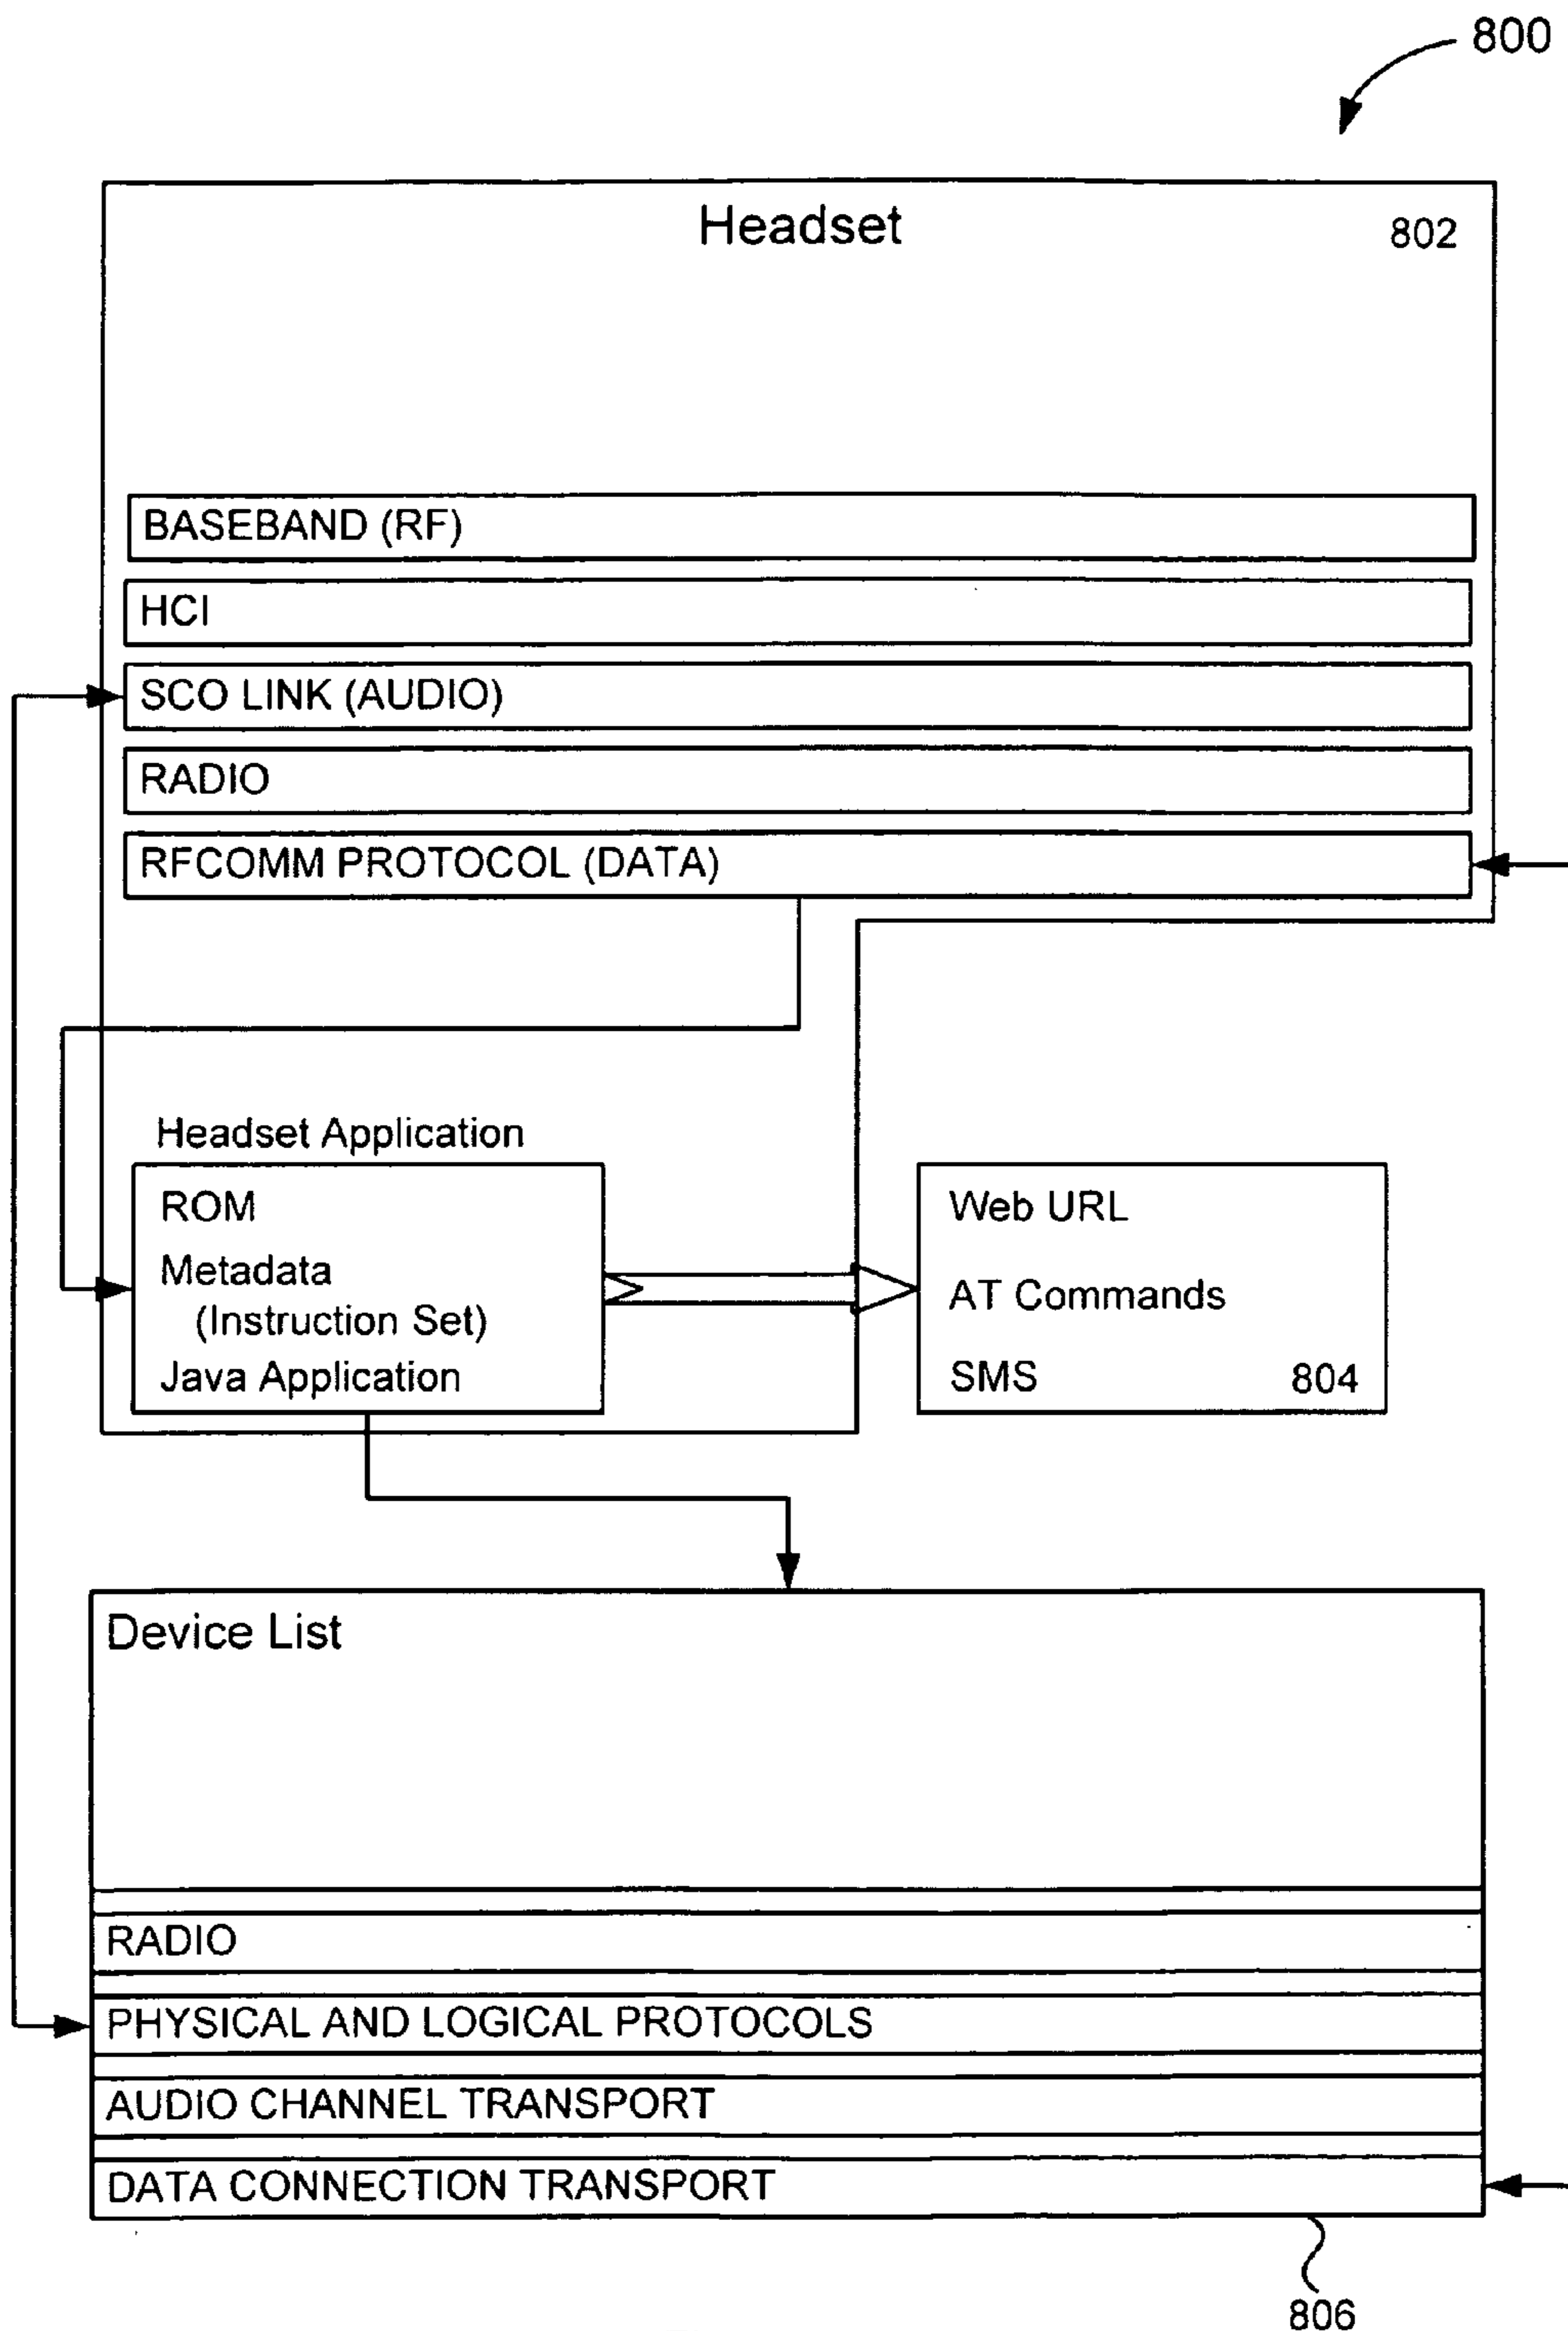 800
Headset
802
BASEBAND (RF)
HCI
SCO LINK (AUDIO)
RADIO
RFCOMM PROTOCOL (DATA)
Headset Application
ROM
Metadata
(Instruction Set)
Java Application
Web URL
AT Commands
SMS
804
Device List
RADIO
PHYSICAL AND LOGICAL PROTOCOLS
AUDIO CHANNEL TRANSPORT
DATA CONNECTION TRANSPORT
806